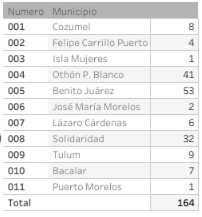 Numero Municipio
001 Cozumel 8
002 Felipe Carrillo Puerto 4
003 Isla Mujeres 1
004 Othón P. Blanco 41
005 Benito Juárez 53
006 José María Morelos 2
007 Lázaro Cárdenas 6
008 Solidaridad 32
009 Tulum 9
010 Bacalar 7
011 Puerto Morelos 1
Total 164